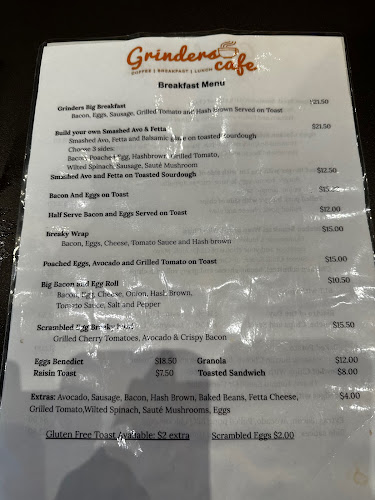 Grinders
cafe
COFFEE | BREAKFAST | LUNCH
Breakfast Menu
Grinders Big Breakfast $21.50
Bacon, Eggs, Sausage, Grilled Tomato and Hash brown Served on Toast
Build your own Smashed Avo & Fetta $21.50
Smashed Avo, Fetta and Balsamic glaze on toasted sourdough
Choose 3 sides:
Bacon, Poached Egg, Hashbrown, Grilled Tomato,
Wilted Spinach, Sausage, Sauté Mushroom
Smashed Avo and Fetta on Toasted Sourdough $12.50
Bacon And Eggs on Toast
Half Serve Bacon and Eggs Served on Toast $12.00
Breaky Wrap $15.00
Bacon, Eggs, Cheese, Tomato Sauce and Hash brown
Poached Eggs, Avocado and Grilled Tomato on Toast $15.00
Big Bacon and Egg Roll $10.50
Bacon, Egg, Cheese, Onion, Hash Brown,
Tomato Sauce, Salt and Pepper
Scrambled Egg Breaky $15.50
Grilled Cherry Tomatoes, Avocado & Crispy Bacon
Eggs Benedict $18.50 Granola $12.00
Raisin Toast $7.50 Toasted Sandwich $8.00
Extras: Avocado, Sausage, Bacon, Hash Brown, Baked Beans, Fetta Cheese, $4.00
Grilled Tomato,Wilted Spinach, Sauté Mushrooms, Eggs
Gluten Free Toast Available: $2 extra Scrambled Eggs $2.00